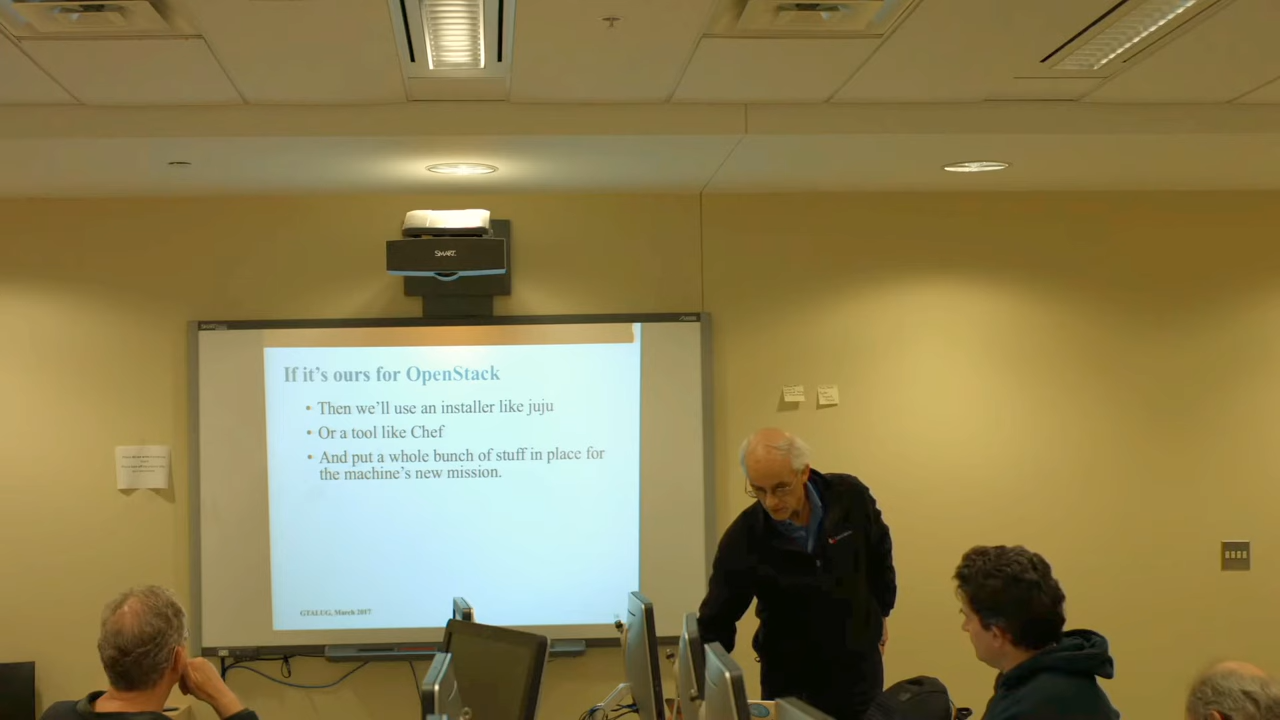 SMART
If it's ours for OpenStack
• Then we'll use an installer like juju
• Or a tool like Chef
• And put a whole bunch of stuff in place for
the machine's new mission.
GTALUG, March 2017